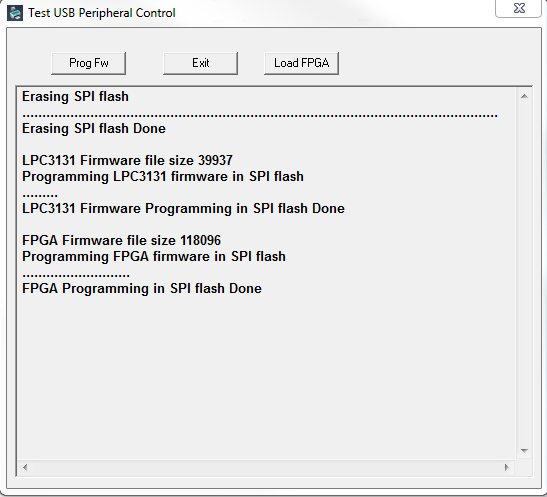 Test USB Peripheral Control
Prog Fw
Exit
Load FPGA
Erasing SPI flash
.......................................................................................................................
Erasing SPI flash Done
LPC3131 Firmware file size 39937
Programming LPC3131 firmware in SPI flash
.........
LPC3131 Firmware Programming in SPI flash Done
FPGA Firmware file size 118096
Programming FPGA firmware in SPI flash
...........................
FPGA Programming in SPI flash Done